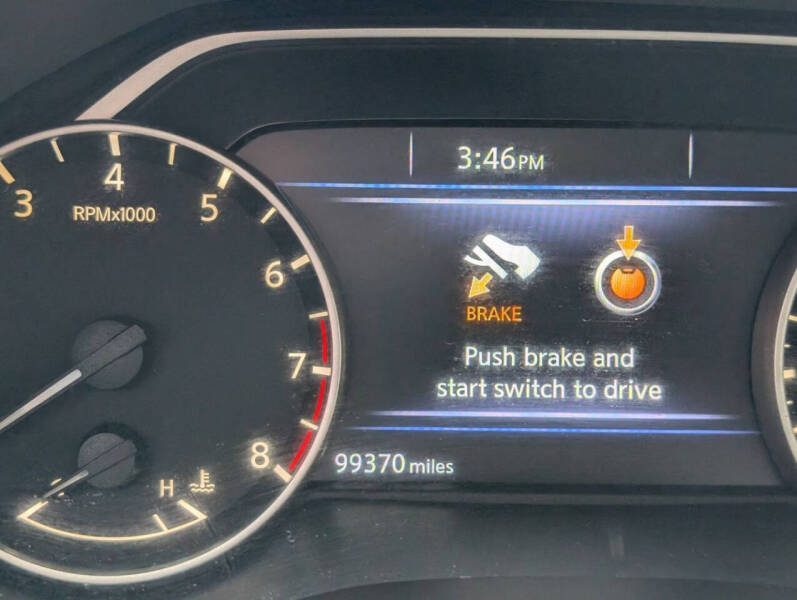 3:46PM
3
4
5
6
7
8
RPMx1000
BRAKE
Push brake and
start switch to drive
99370 miles
H